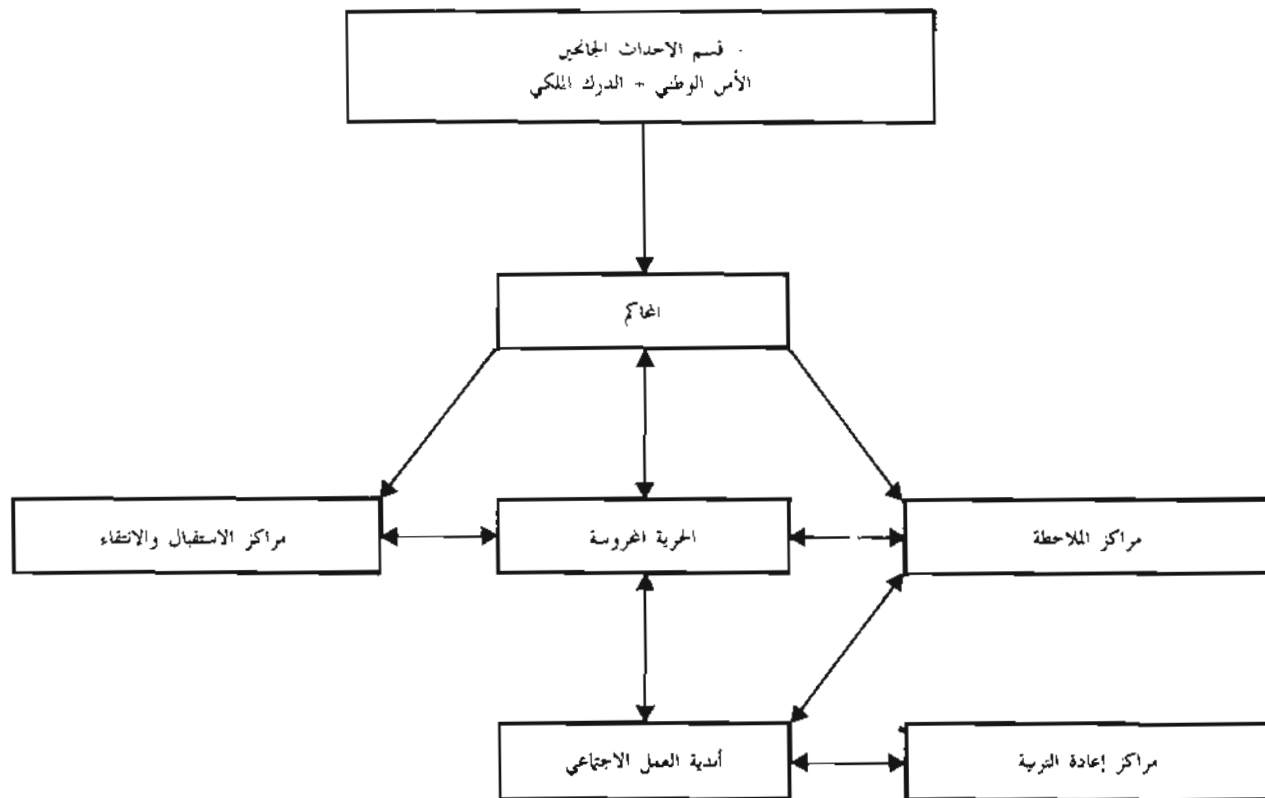 - قسم الاحداث الجانحين
الأمن الوطني + الدرك الملكي
المحاكم
مراكز الملاحظة
الحرية المحروسة
مراكز الاستقبال والانتقاء
مراكز إعادة التربية
أندية العمل الاجتماعي